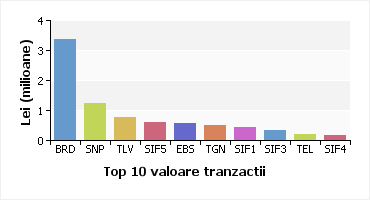 Lei (milioane)
4
3
2
1
0
BRD SNP TLV SIF5 EBS TGN SIF1 SIF3 TEL SIF4
Top 10 valoare tranzactii